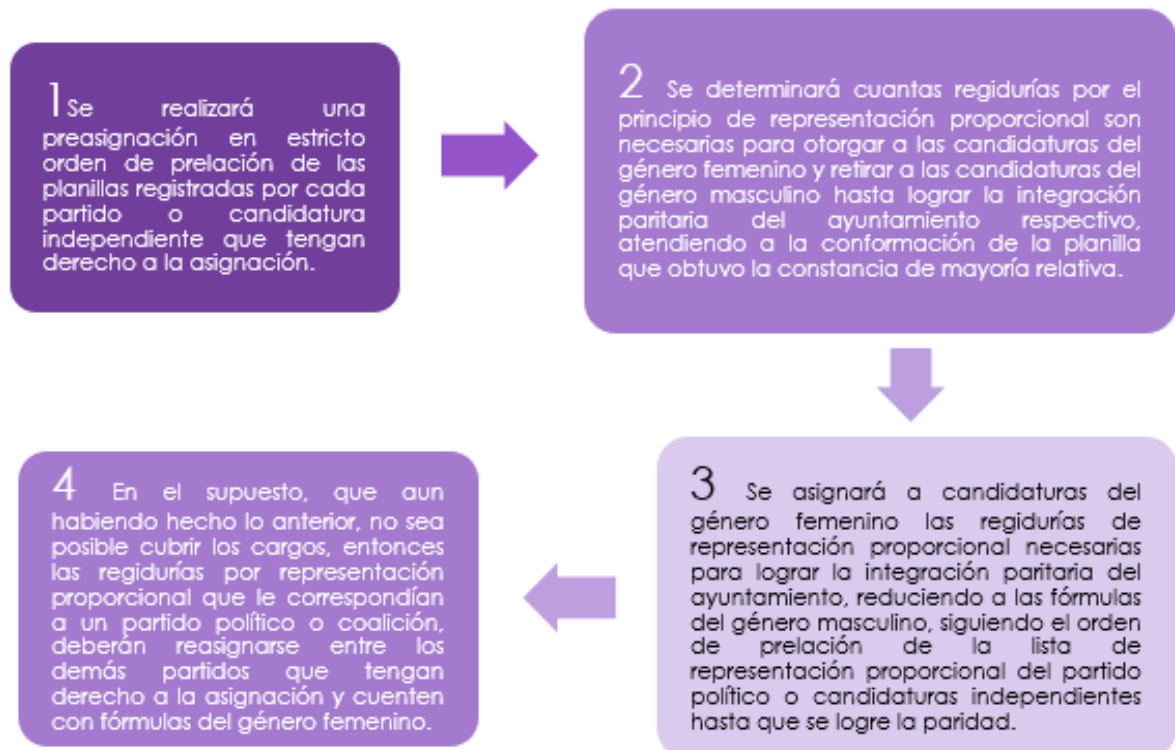 1 Se realizará una
preasignación en estricto
orden de prelación de las
planillas registradas por cada
partido o candidatura
independiente que tengan
derecho a la asignación.
2 Se determinará cuantas regidurías por el
principio de representación proporcional son
necesarias para otorgar a las candidaturas del
género femenino y retirar a las candidaturas del
género masculino hasta lograr la integración
paritaria del ayuntamiento respectivo,
atendiendo a la conformación de la planilla
que obtuvo la constancia de mayoría relativa.
3 Se asignará a candidaturas del
género femenino las regidurías de
representación proporcional necesarias
para lograr la integración paritaria del
ayuntamiento, reduciendo a las fórmulas
del género masculino, siguiendo el orden
de prelación de la lista de
representación proporcional del partido
político o candidaturas independientes
hasta que se logre la paridad.
4 En el supuesto, que aun
habiendo hecho lo anterior, no sea
posible cubrir los cargos, entonces
las regidurías por representación
proporcional que le correspondían
a un partido político o coalición,
deberán reasignarse entre los
demás partidos que tengan
derecho a la asignación y cuenten
con fórmulas del género femenino.